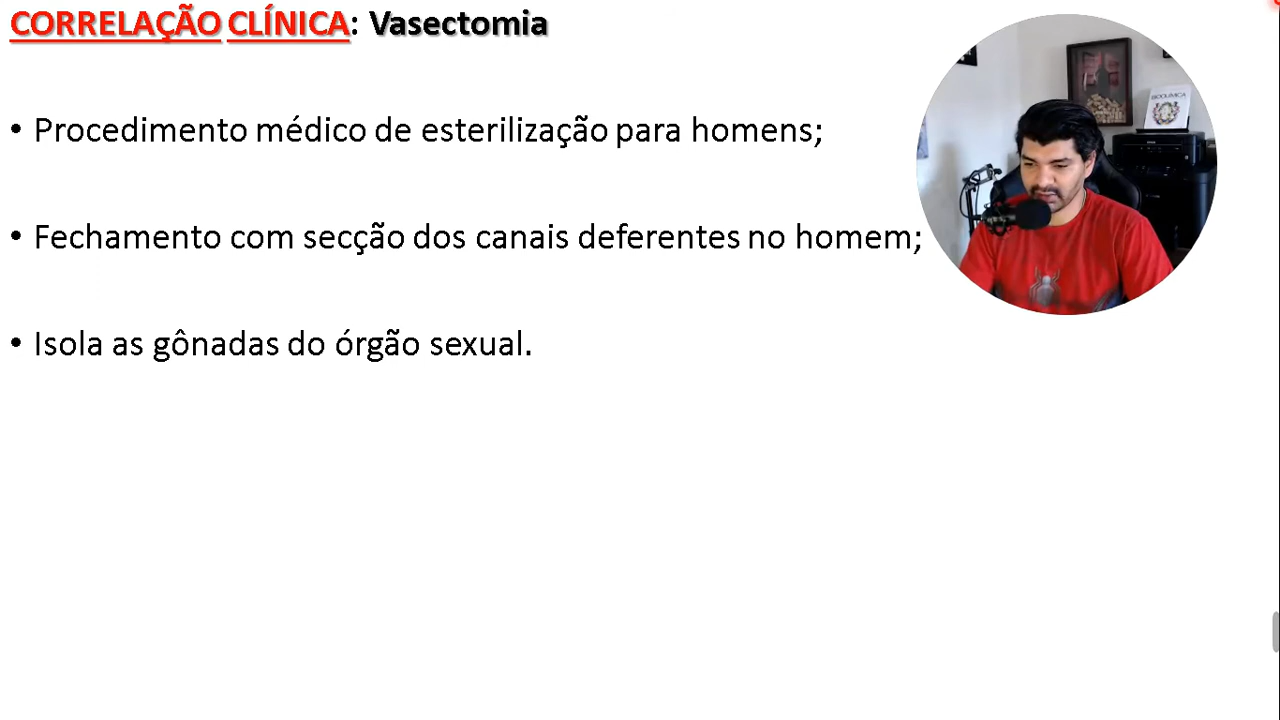 CORRELAÇÃO CLÍNICA: Vasectomia
• Procedimento médico de esterilização para homens;
• Fechamento com secção dos canais deferentes no homem;
• Isola as gônadas do órgão sexual.
BIOQUÍMICA